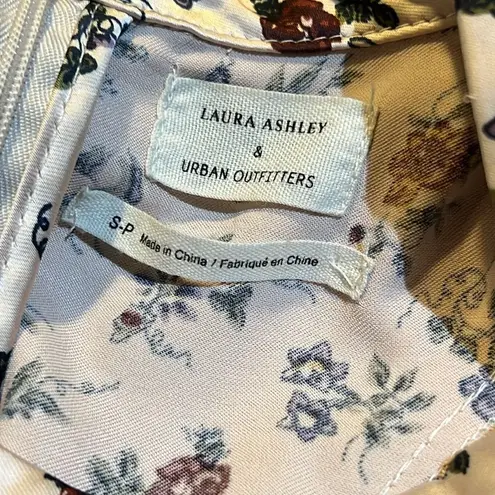 LAURA ASHLEY
&
URBAN OUTFITTERS
S-P Made in China / Fabriqué en Chine